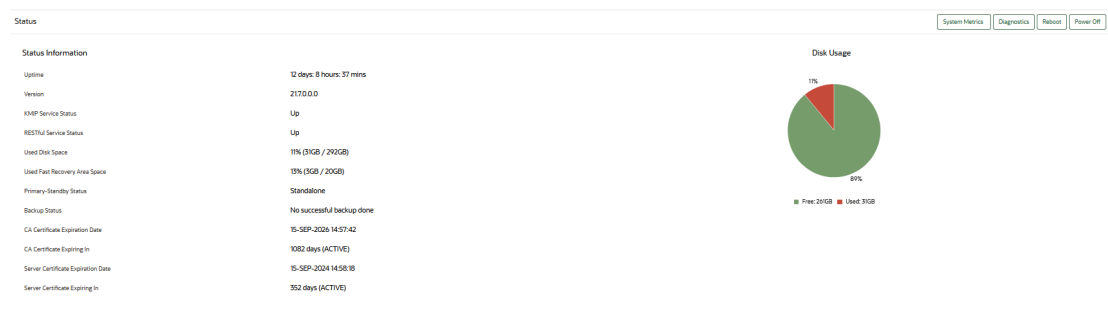 Status
System Metrics Diagnostics Reboot Power Off
Status Information
Uptime 12 days: 8 hours: 37 mins
Version 21.7.0.0.0
KMIP Service Status Up
RESTful Service Status Up
Used Disk Space 11% (31GB / 292GB)
Used Fast Recovery Area Space 13% (3GB / 20GB)
Primary-Standby Status Standalone
Backup Status No successful backup done
CA Certificate Expiration Date 15-SEP-2026 14:57:42
CA Certificate Expiring In 1082 days (ACTIVE)
Server Certificate Expiration Date 15-SEP-2024 14:58:18
Server Certificate Expiring In 352 days (ACTIVE)
Disk Usage
11%
89%
Free: 261GB Used: 31GB